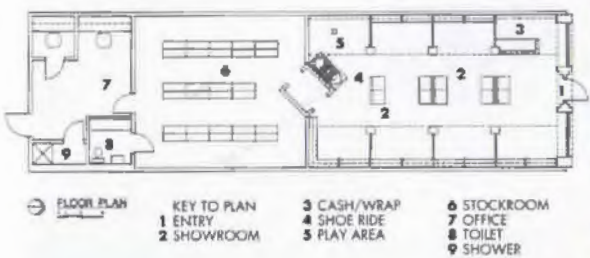 3
5
6
7
4
2
1
2
8
9
FLOOR PLAN
KEY TO PLAN
1 ENTRY
2 SHOWROOM
3 CASH/WRAP
4 SHOE RIDE
5 PLAY AREA
6 STOCKROOM
7 OFFICE
8 TOILET
9 SHOWER